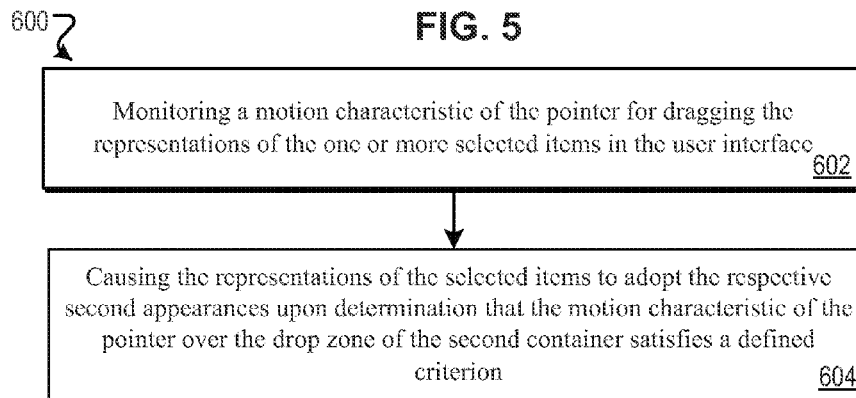 600
FIG. 5
Monitoring a motion characteristic of the pointer for dragging the
representations of the one or more selected items in the user interface
602
Causing the representations of the selected items to adopt the respective
second appearances upon determination that the motion characteristic of the
pointer over the drop zone of the second container satisfies a defined
criterion
604